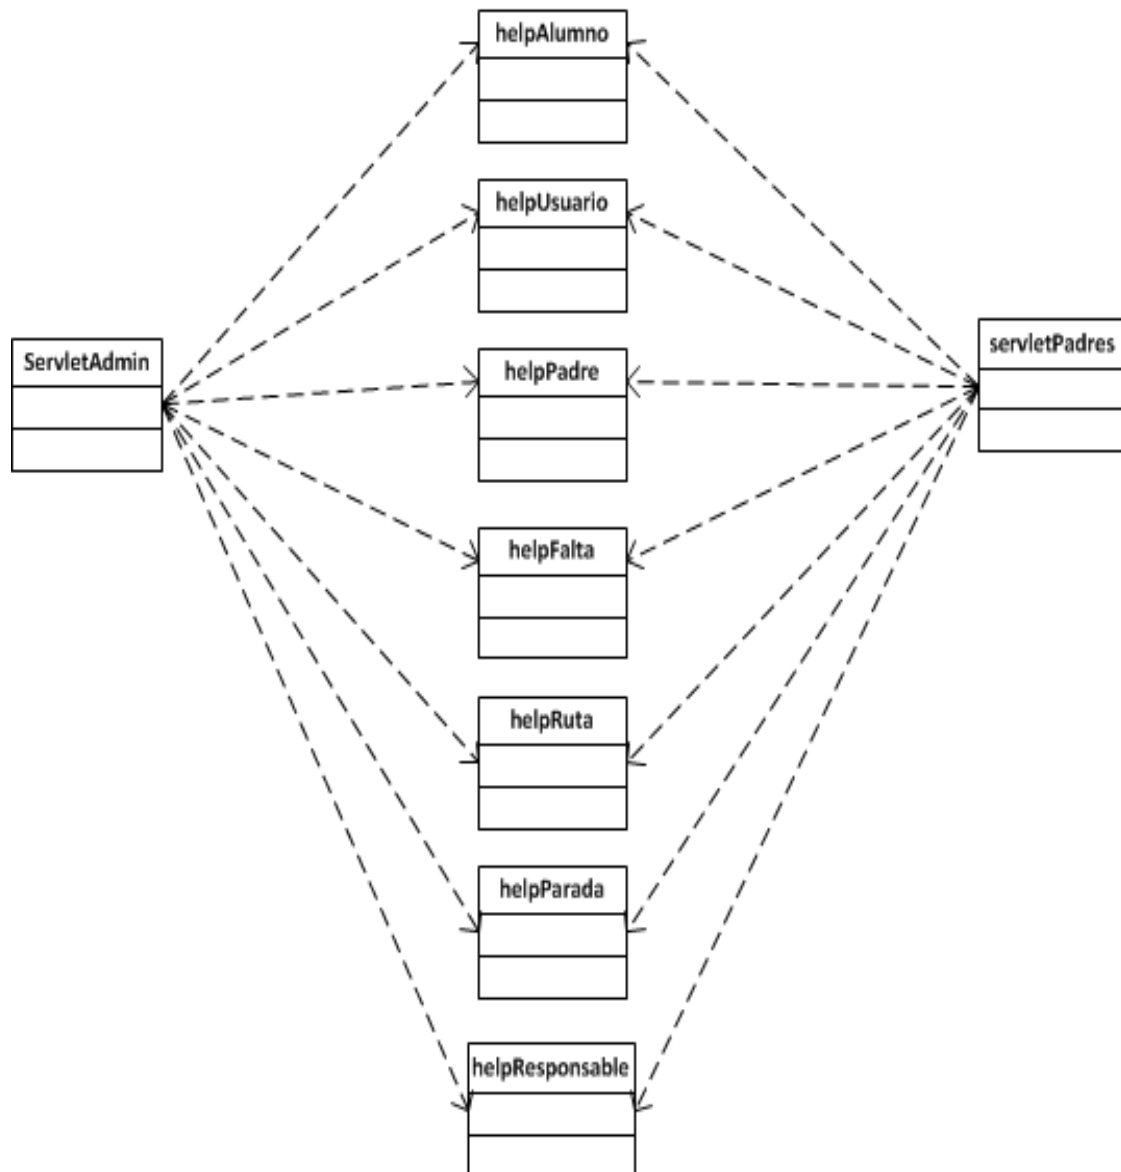 helpAlumno
helpUsuario
ServletAdmin
servletPadres
helpPadre
helpFalta
helpRuta
helpParada
helpResponsable